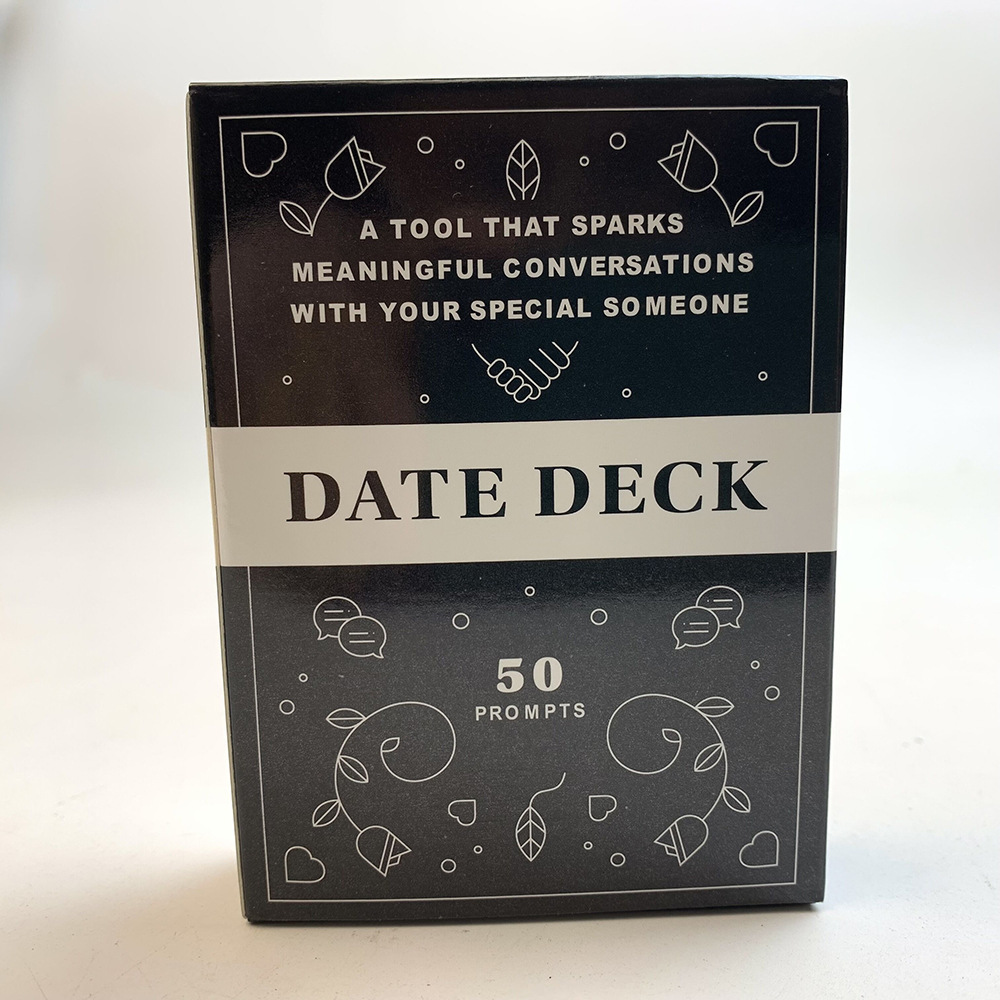 A TOOL THAT SPARKS
MEANINGFUL CONVERSATIONS
WITH YOUR SPECIAL SOMEONE
DATE DECK
50
PROMPTS